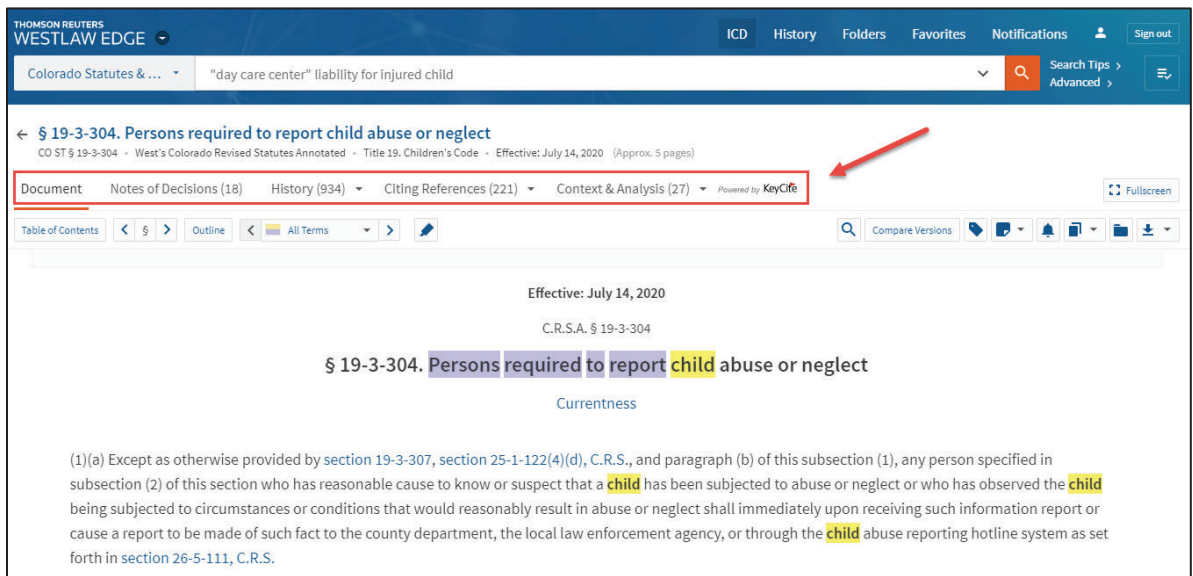 THOMSON REUTERS
WESTLAW EDGE
ICD History Folders Favorites Notifications Sign out
Colorado Statutes & ... "day care center" liability for injured child Search Tips >
Advanced >
§ 19-3-304. Persons required to report child abuse or neglect
CO ST § 19-3-304 • West's Colorado Revised Statutes Annotated • Title 19. Children's Code • Effective: July 14, 2020 (Approx. 5 pages)
Document Notes of Decisions (18) History (934) Citing References (221) Context & Analysis (27) Powered by KeyCite
Fullscreen
Table of Contents < § > Outline < All Terms > Compare Versions
Effective: July 14, 2020
C.R.S.A. § 19-3-304
§ 19-3-304. Persons required to report child abuse or neglect
Currentness
(1)(a) Except as otherwise provided by section 19-3-307, section 25-1-122(4)(d), C.R.S., and paragraph (b) of this subsection (1), any person specified in
subsection (2) of this section who has reasonable cause to know or suspect that a child has been subjected to abuse or neglect or who has observed the child
being subjected to circumstances or conditions that would reasonably result in abuse or neglect shall immediately upon receiving such information report or
cause a report to be made of such fact to the county department, the local law enforcement agency, or through the child abuse reporting hotline system as set
forth in section 26-5-111, C.R.S.